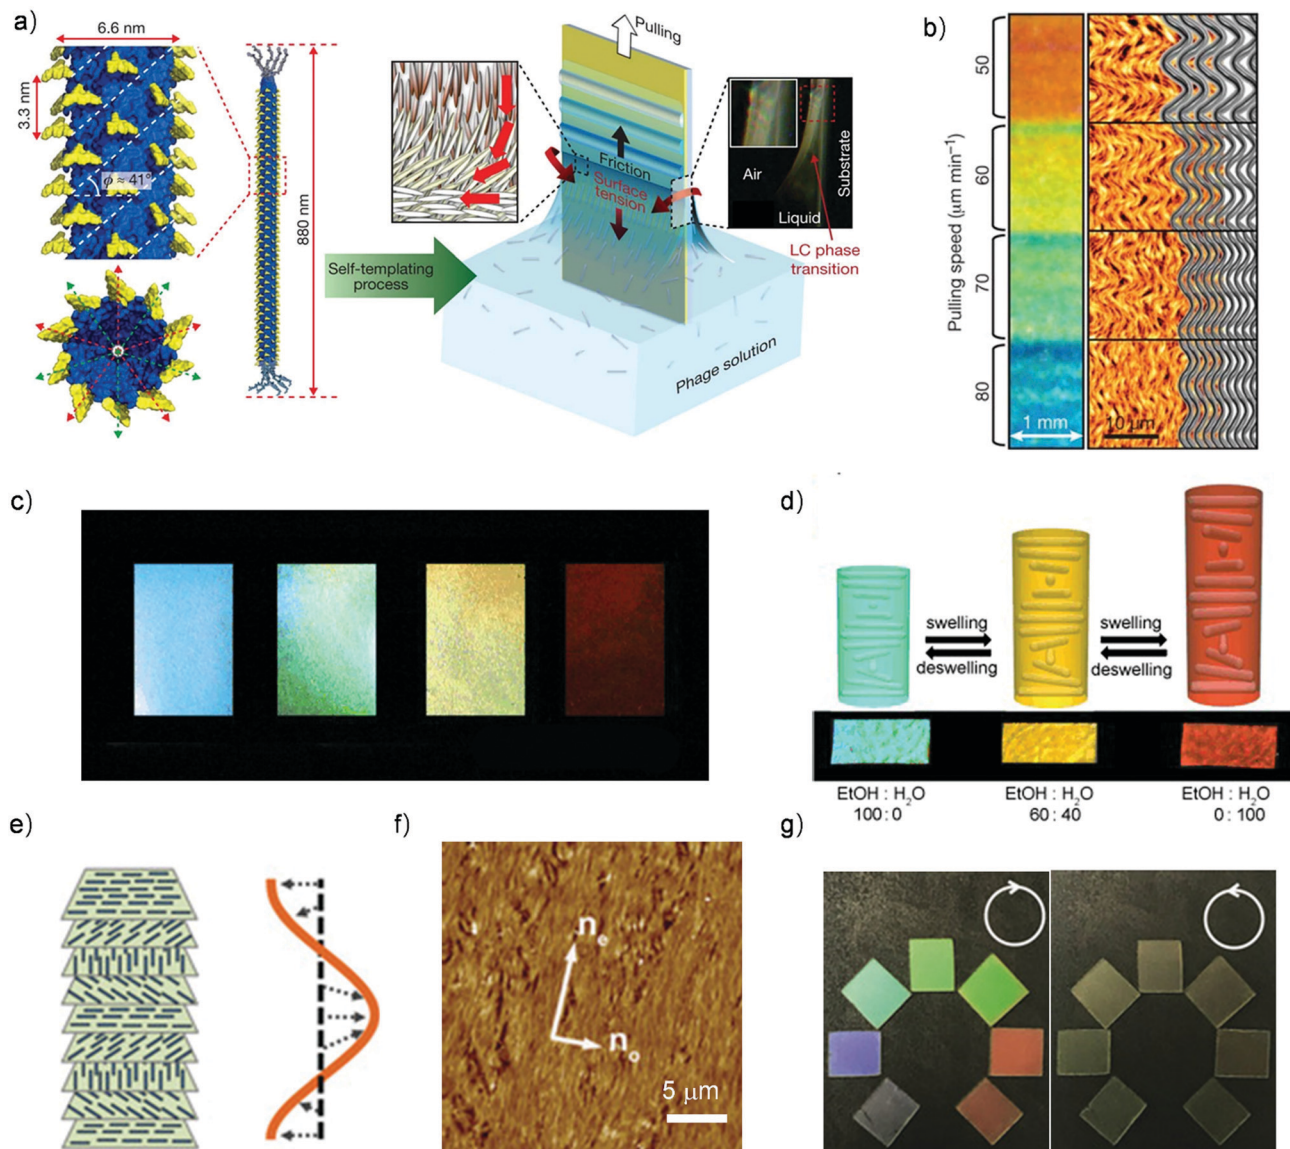 a)
6.6 nm
3.3 nm
ϕ ≈ 41°
880 nm
Self-templating
process
Pulling
Friction
Surface
tension
Air
Liquid
Substrate
LC phase
transition
Phage solution
b)
Pulling speed (μm min⁻¹)
50
60
70
80
1 mm
10 μm
c)
d)
swelling
deswelling
swelling
deswelling
EtOH : H₂O
100 : 0
EtOH : H₂O
60 : 40
EtOH : H₂O
0 : 100
e)
f)
nₑ
nₒ
5 μm
g)